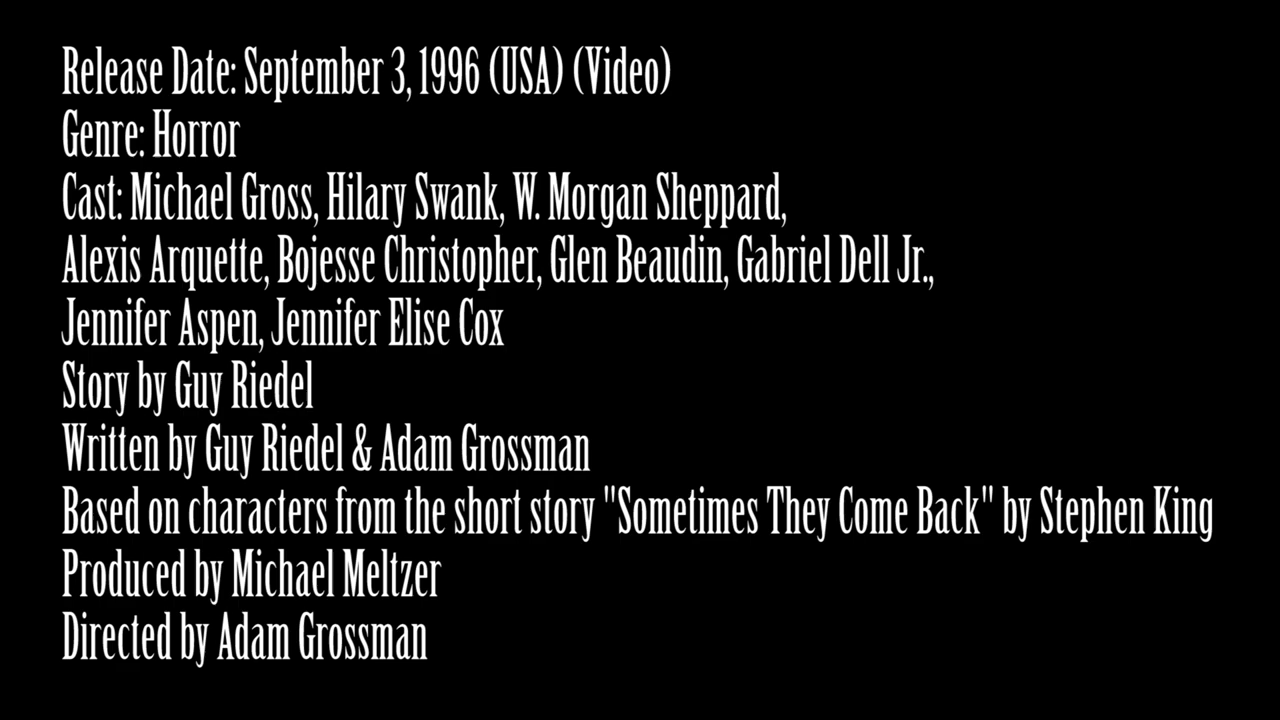 Release Date: September 3, 1996 (USA) (Video)
Genre: Horror
Cast: Michael Gross, Hilary Swank, W. Morgan Sheppard,
Alexis Arquette, Bojesse Christopher, Glen Beaudin, Gabriel Dell Jr.,
Jennifer Aspen, Jennifer Elise Cox
Story by Guy Riedel
Written by Guy Riedel & Adam Grossman
Based on characters from the short story "Sometimes They Come Back" by Stephen King
Produced by Michael Meltzer
Directed by Adam Grossman